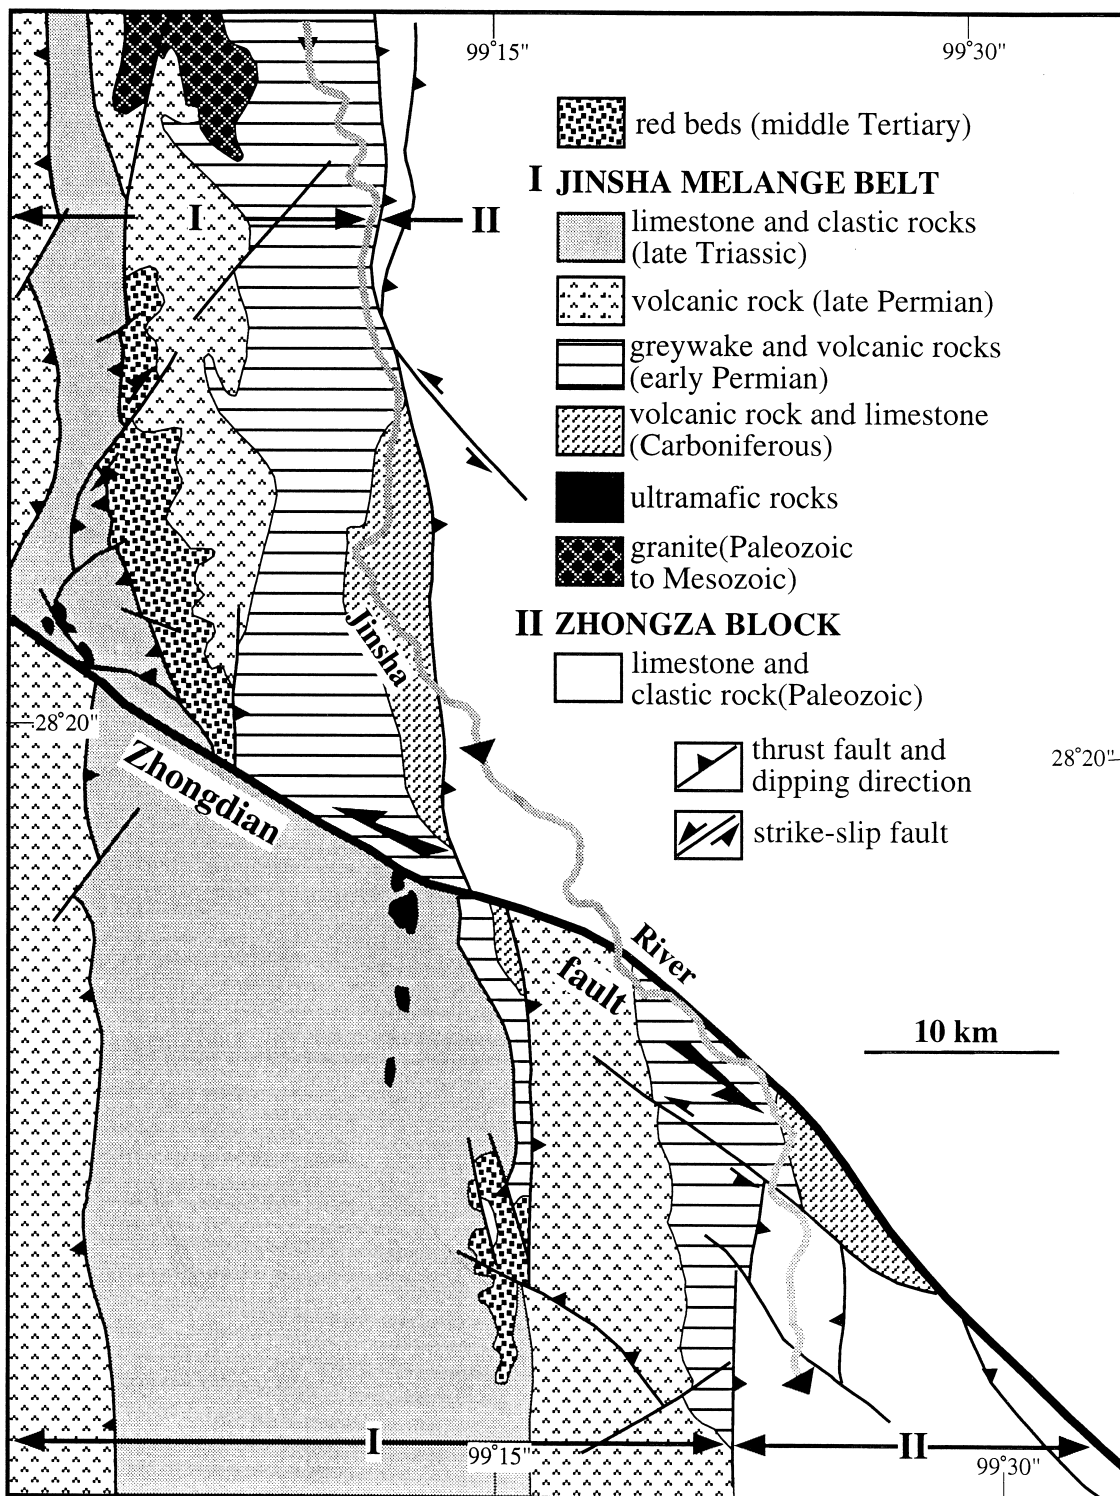 99°15"
99°30"
red beds (middle Tertiary)
I JINSHA MELANGE BELT
limestone and clastic rocks
(late Triassic)
volcanic rock (late Permian)
greywake and volcanic rocks
(early Permian)
volcanic rock and limestone
(Carboniferous)
ultramafic rocks
granite(Paleozoic
to Mesozoic)
II ZHONGZA BLOCK
limestone and
clastic rock(Paleozoic)
thrust fault and
dipping direction
strike-slip fault
I
II
Jinsha
River
28°20"
28°20"
Zhongdian
fault
10 km
I
II
99°15"
99°30"